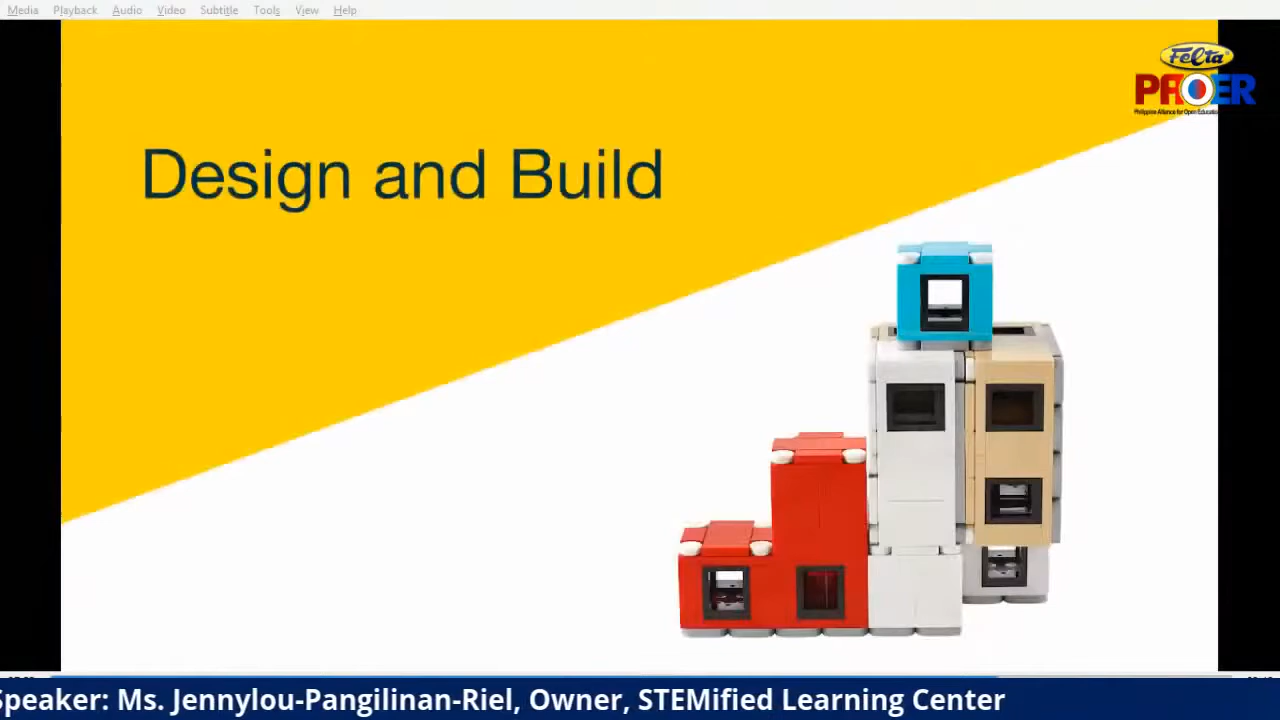 Media Playback Audio Video Subtitle Tools View Help
Felta
PAOER
Design and Build
Speaker: Ms. Jennylou-Pangilinan-Riel, Owner, STEMified Learning Center